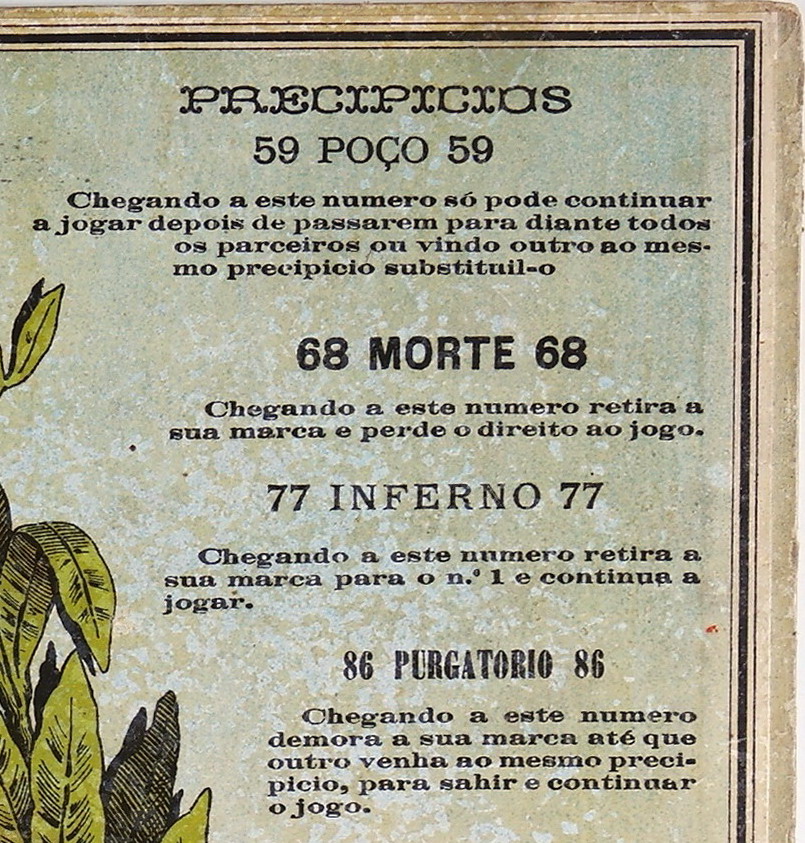 PRECIPICIOS
59 POÇO 59
Chegando a este numero só pode continuar
a jogar depois de passarem para diante todos
os parceiros ou vindo outro ao mes-
mo precipicio substituil-o
68 MORTE 68
Chegando a este numero retira a
sua marca e perde o direito ao jogo.
77 INFERNO 77
Chegando a este numero retira a
sua marca para o n.º 1 e continua a
jogar.
86 PURGATORIO 86
Chegando a este numero
demora a sua marca até que
outro venha ao mesmo preci-
picio, para sahir e continuar
o jogo.